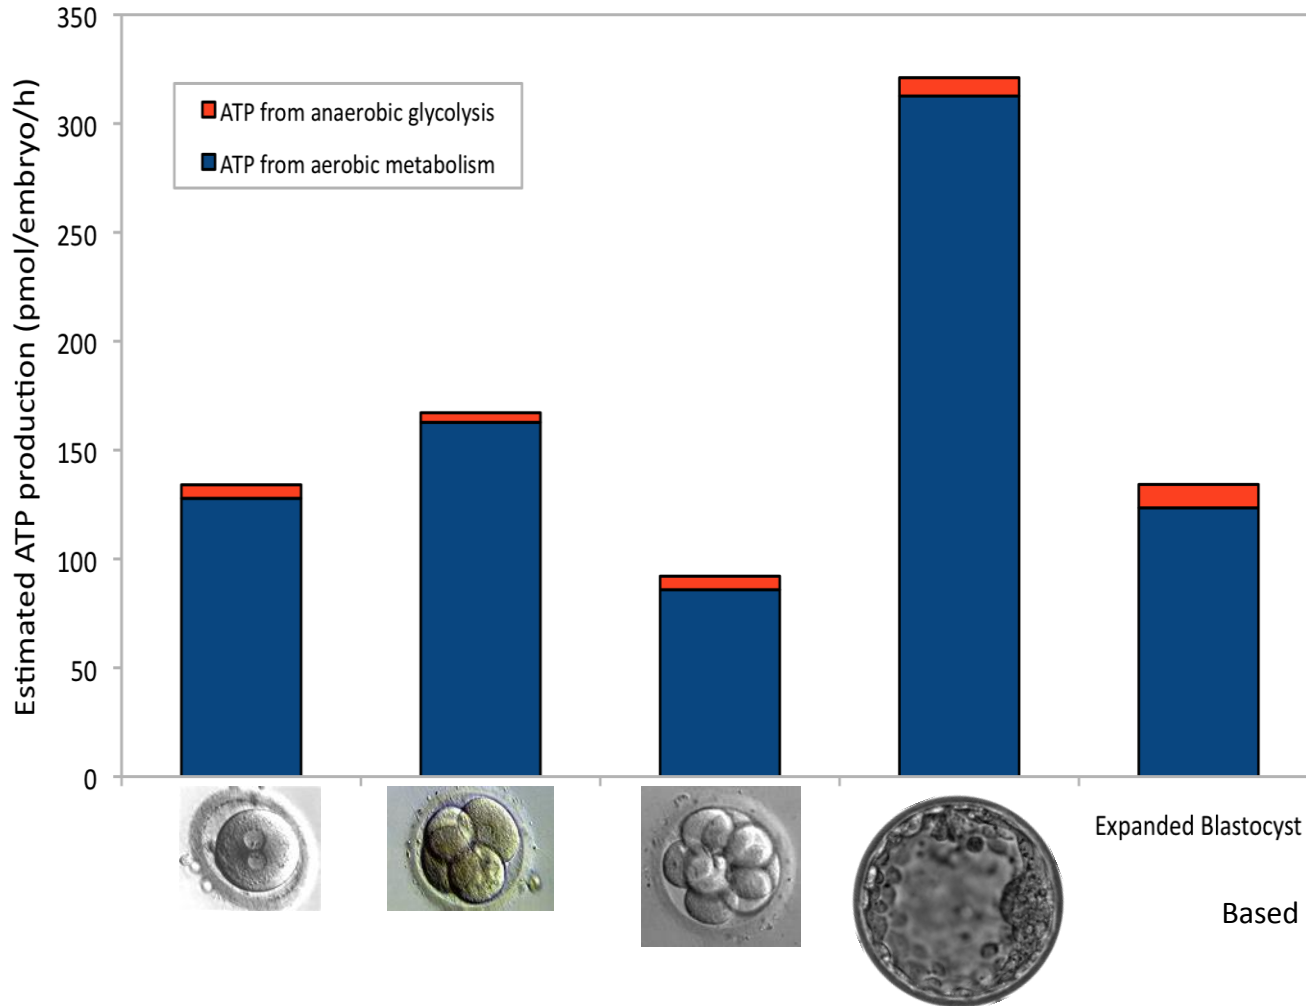 350
300
250
200
150
100
50
0
Estimated ATP production (pmol/embryo/h)
ATP from anaerobic glycolysis
ATP from aerobic metabolism
Expanded Blastocyst
Based